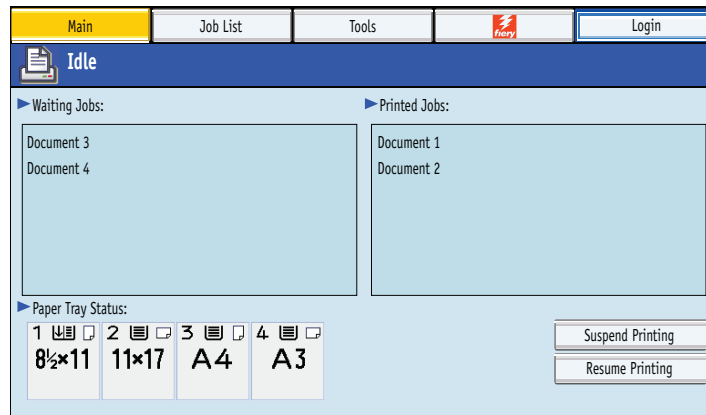 Main Job List Tools fiery Login
Idle
Waiting Jobs:
Document 3
Document 4
Printed Jobs:
Document 1
Document 2
Paper Tray Status:
1 2 3 4
8½×11 11×17 A4 A3
Suspend Printing
Resume Printing